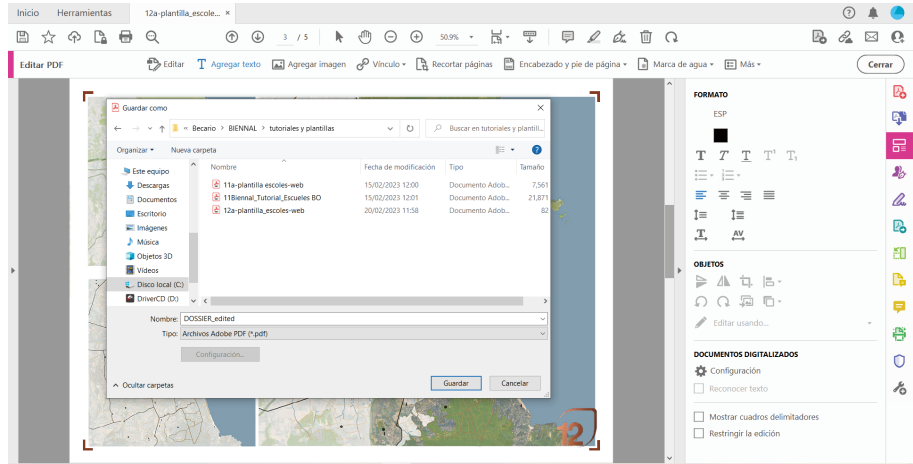 Inicio Herramientas 12a-plantilla_escole... ×
3 / 5 50.9%
Editar PDF Editar Agregar texto Agregar imagen Vínculo Recortar páginas Encabezado y pie de página Marca de agua Más Cerrar
Guardar como
« Becario > BIENNAL > tutoriales y plantillas Buscar en tutoriales y plantill...
Organizar Nueva carpeta
Nombre Fecha de modificación Tipo Tamaño
11a-plantilla escoles-web 15/02/2023 12:00 Documento Adob... 7,561
11Biennal_Tutorial_Escueles BO 15/02/2023 12:01 Documento Adob... 21,871
12a-plantilla_escoles-web 20/02/2023 11:58 Documento Adob... 82
Este equipo
Descargas
Documentos
Escritorio
Imágenes
Música
Objetos 3D
Vídeos
Disco local (C:)
DriverCD (D:)
Nombre: DOSSIER_edited
Tipo: Archivos Adobe PDF (*.pdf)
Configuración...
Ocultar carpetas Guardar Cancelar
12
FORMATO
ESP
T T T T¹ T₁
T AV
OBJETOS
Editar usando...
DOCUMENTOS DIGITALIZADOS
Configuración
Reconocer texto
Mostrar cuadros delimitadores
Restringir la edición